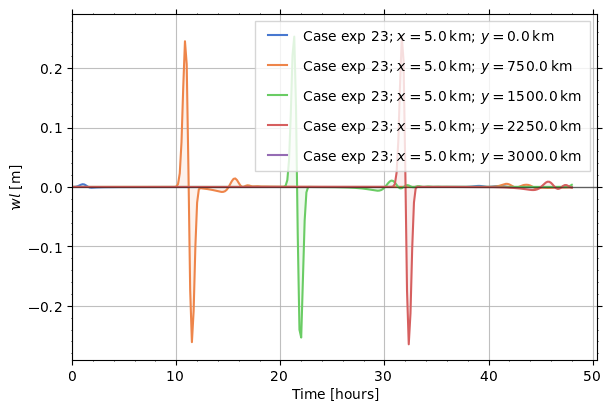 Case exp 23; x = 5.0 km; y = 0.0 km
Case exp 23; x = 5.0 km; y = 750.0 km
Case exp 23; x = 5.0 km; y = 1500.0 km
Case exp 23; x = 5.0 km; y = 2250.0 km
Case exp 23; x = 5.0 km; y = 3000.0 km
wl [m]
0.2
0.1
0.0
−0.1
−0.2
0 10 20 30 40 50
Time [hours]